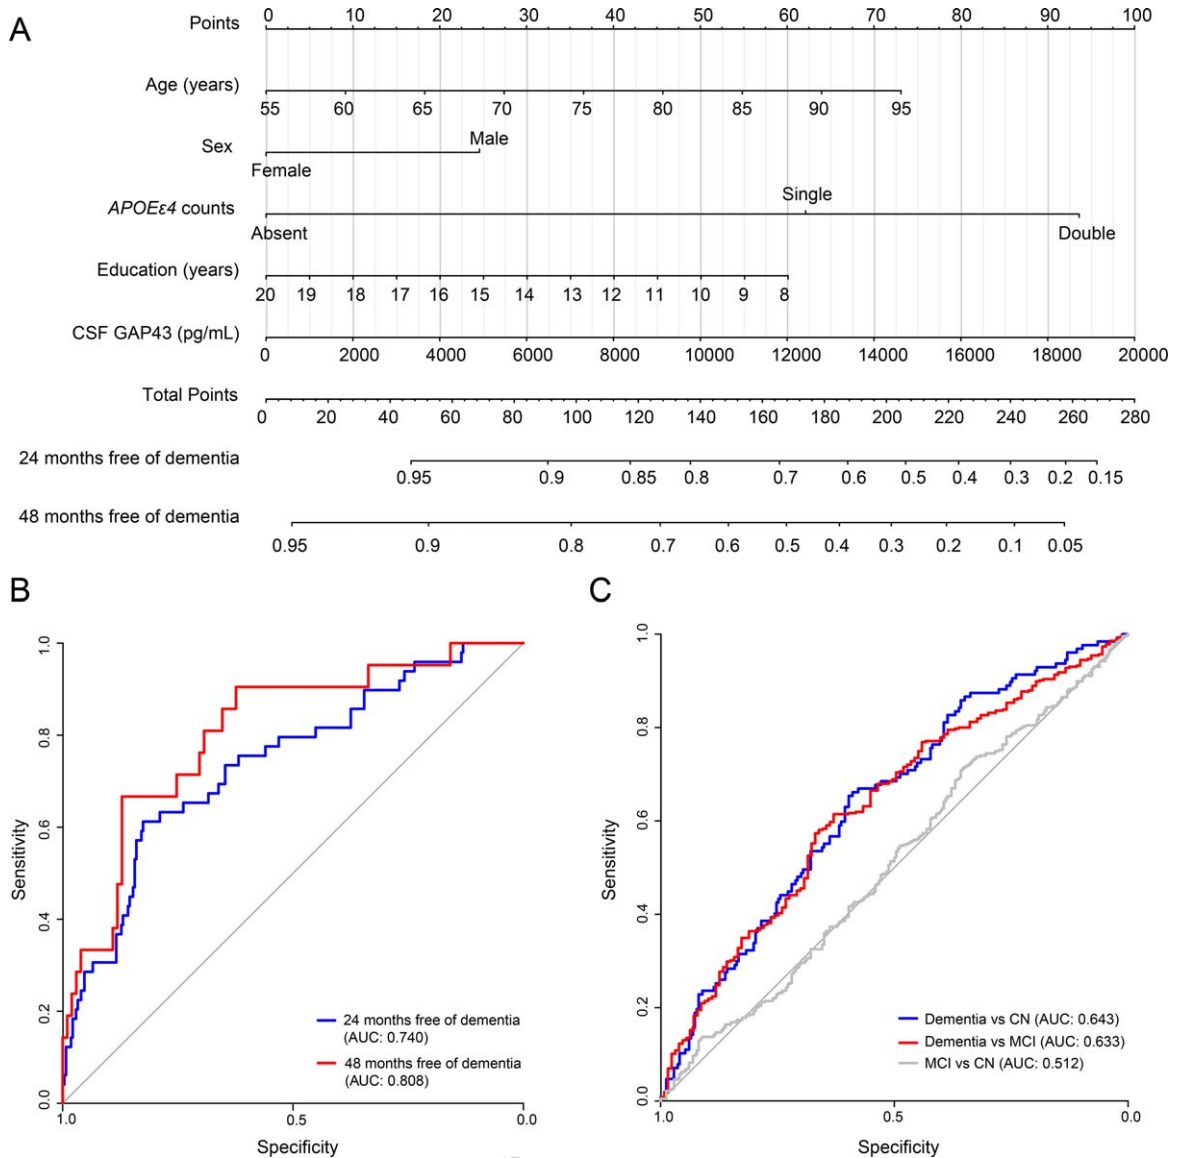 A
Points
0 10 20 30 40 50 60 70 80 90 100
Age (years)
55 60 65 70 75 80 85 90 95
Sex
Male
Female
APOEε4 counts
Single
Absent
Double
Education (years)
20 19 18 17 16 15 14 13 12 11 10 9 8
CSF GAP43 (pg/mL)
0 2000 4000 6000 8000 10000 12000 14000 16000 18000 20000
Total Points
0 20 40 60 80 100 120 140 160 180 200 220 240 260 280
24 months free of dementia
0.95 0.9 0.85 0.8 0.7 0.6 0.5 0.4 0.3 0.2 0.15
48 months free of dementia
0.95 0.9 0.8 0.7 0.6 0.5 0.4 0.3 0.2 0.1 0.05
B
Sensitivity
1.0
0.8
0.6
0.4
0.2
0.0
24 months free of dementia
(AUC: 0.740)
48 months free of dementia
(AUC: 0.808)
1.0 0.5 0.0
Specificity
C
Sensitivity
1.0
0.8
0.6
0.4
0.2
0.0
Dementia vs CN (AUC: 0.643)
Dementia vs MCI (AUC: 0.633)
MCI vs CN (AUC: 0.512)
1.0 0.5 0.0
Specificity